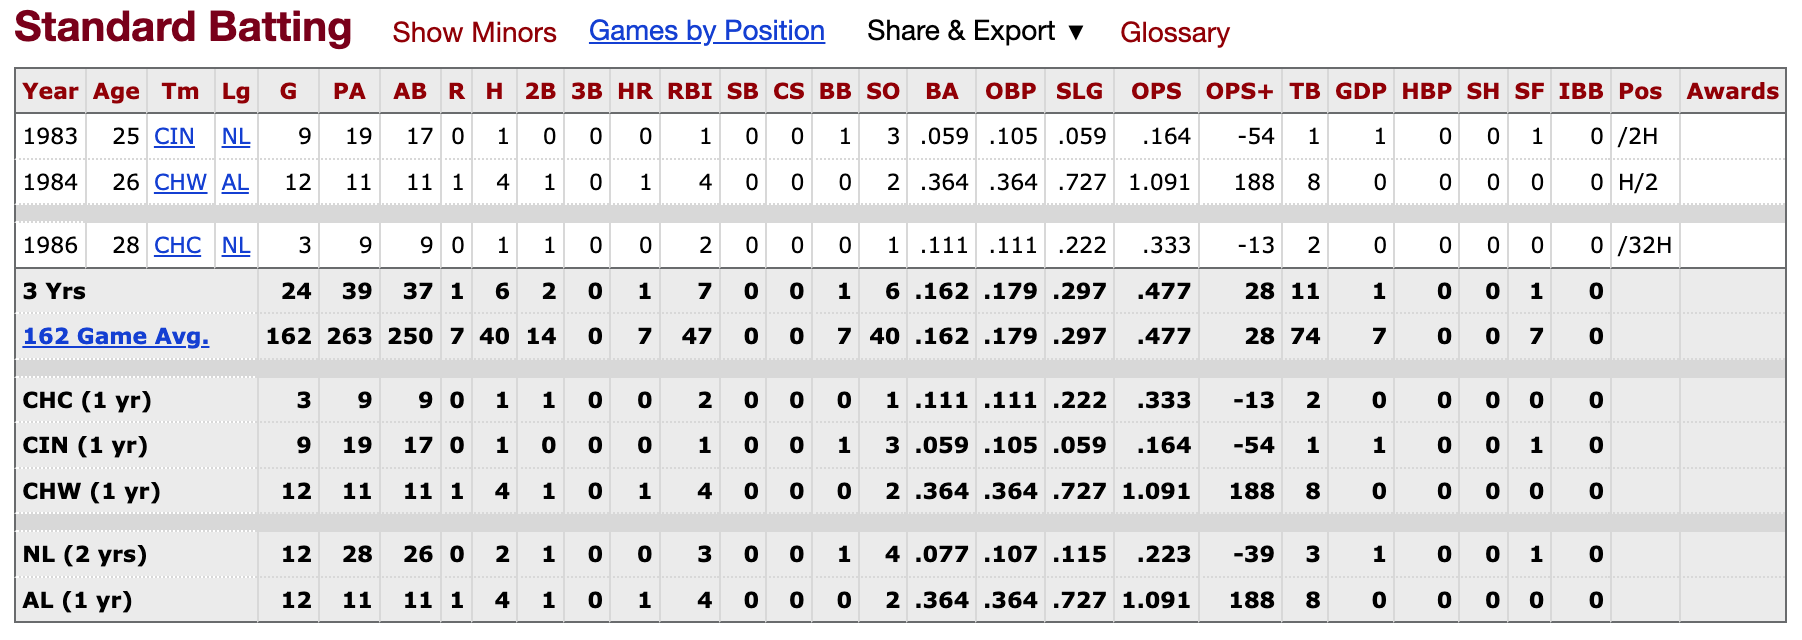 Standard Batting Show Minors Games by Position Share & Export ▼ Glossary
Year Age Tm Lg G PA AB R H 2B 3B HR RBI SB CS BB SO BA OBP SLG OPS OPS+ TB GDP HBP SH SF IBB Pos Awards
1983 25 CIN NL 9 19 17 0 1 0 0 0 1 0 0 1 3 .059 .105 .059 .164 -54 1 1 0 0 1 0 /2H
1984 26 CHW AL 12 11 11 1 4 1 0 1 4 0 0 0 2 .364 .364 .727 1.091 188 8 0 0 0 0 0 H/2
1986 28 CHC NL 3 9 9 0 1 1 0 0 2 0 0 0 1 .111 .111 .222 .333 -13 2 0 0 0 0 0 /32H
3 Yrs 24 39 37 1 6 2 0 1 7 0 0 1 6 .162 .179 .297 .477 28 11 1 0 0 1 0
162 Game Avg. 162 263 250 7 40 14 0 7 47 0 0 7 40 .162 .179 .297 .477 28 74 7 0 0 7 0
CHC (1 yr) 3 9 9 0 1 1 0 0 2 0 0 0 1 .111 .111 .222 .333 -13 2 0 0 0 0 0
CIN (1 yr) 9 19 17 0 1 0 0 0 1 0 0 1 3 .059 .105 .059 .164 -54 1 1 0 0 1 0
CHW (1 yr) 12 11 11 1 4 1 0 1 4 0 0 0 2 .364 .364 .727 1.091 188 8 0 0 0 0 0
NL (2 yrs) 12 28 26 0 2 1 0 0 3 0 0 1 4 .077 .107 .115 .223 -39 3 1 0 0 1 0
AL (1 yr) 12 11 11 1 4 1 0 1 4 0 0 0 2 .364 .364 .727 1.091 188 8 0 0 0 0 0